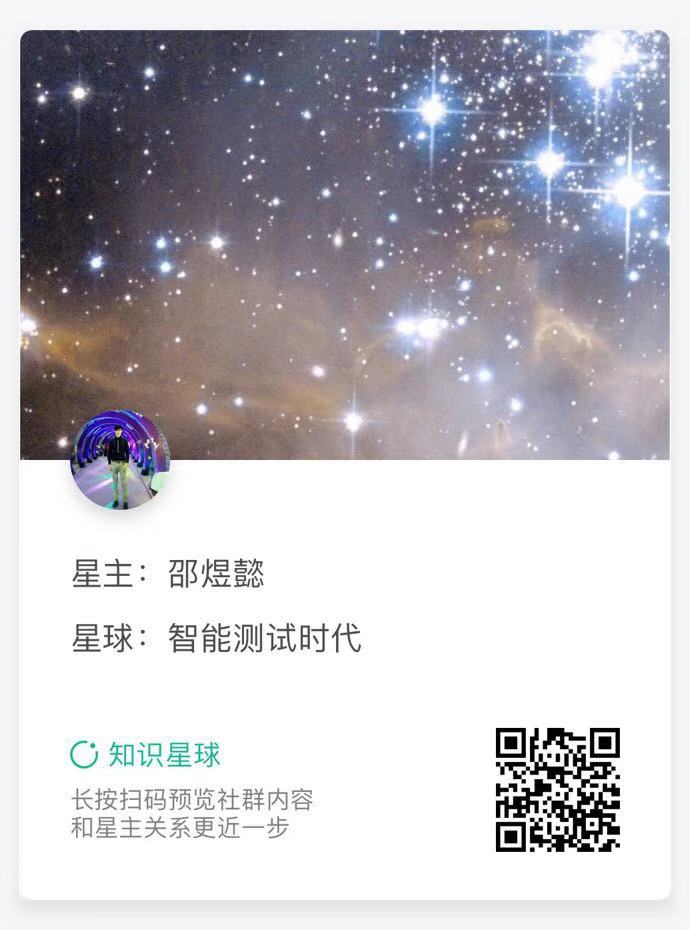 星主：邵煜懿
星球：智能测试时代
知识星球
长按扫码预览社群内容
和星主关系更近一步